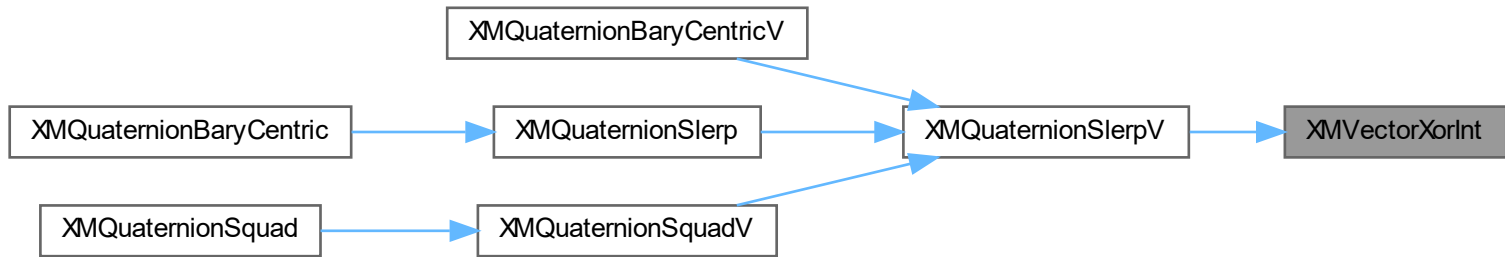 XMQuaternionBaryCentricV
XMQuaternionBaryCentric
XMQuaternionSlerp
XMQuaternionSlerpV
XMVectorXorInt
XMQuaternionSquad
XMQuaternionSquadV